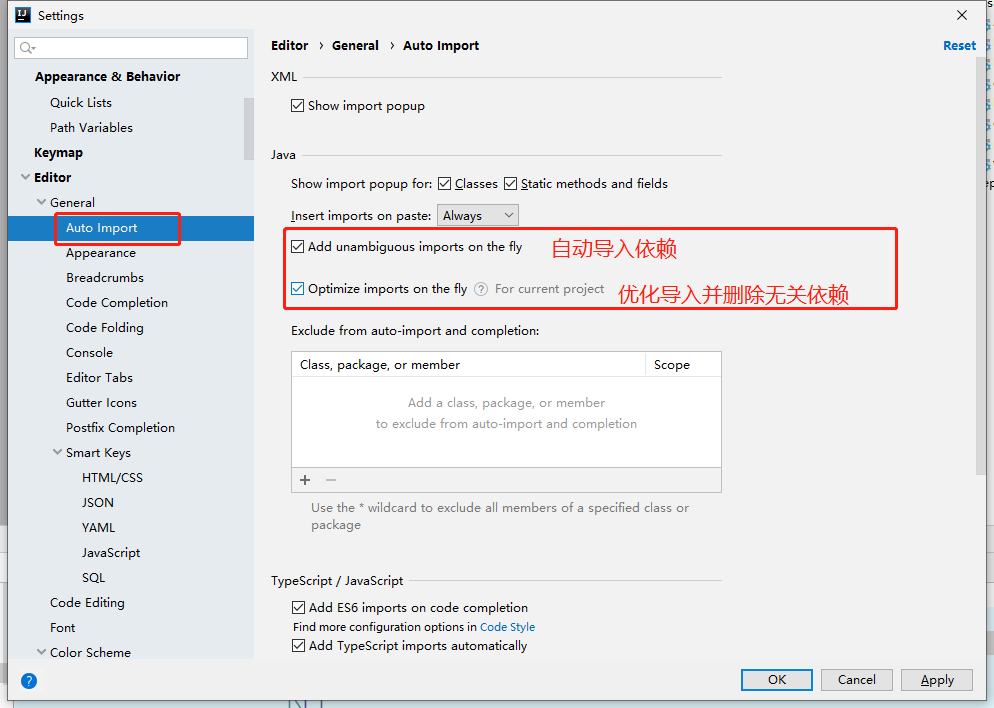 Settings
Editor › General › Auto Import
Reset
Appearance & Behavior
Quick Lists
Path Variables
Keymap
Editor
General
Auto Import
Appearance
Breadcrumbs
Code Completion
Code Folding
Console
Editor Tabs
Gutter Icons
Postfix Completion
Smart Keys
HTML/CSS
JSON
YAML
JavaScript
SQL
Code Editing
Font
Color Scheme
XML
Show import popup
Java
Show import popup for: Classes Static methods and fields
Insert imports on paste: Always
Add unambiguous imports on the fly 自动导入依赖
Optimize imports on the fly ? For current project 优化导入并删除无关依赖
Exclude from auto-import and completion:
Class, package, or member Scope
Add a class, package, or member
to exclude from auto-import and completion
Use the * wildcard to exclude all members of a specified class or
package
TypeScript / JavaScript
Add ES6 imports on code completion
Find more configuration options in Code Style
Add TypeScript imports automatically
?
OK Cancel Apply